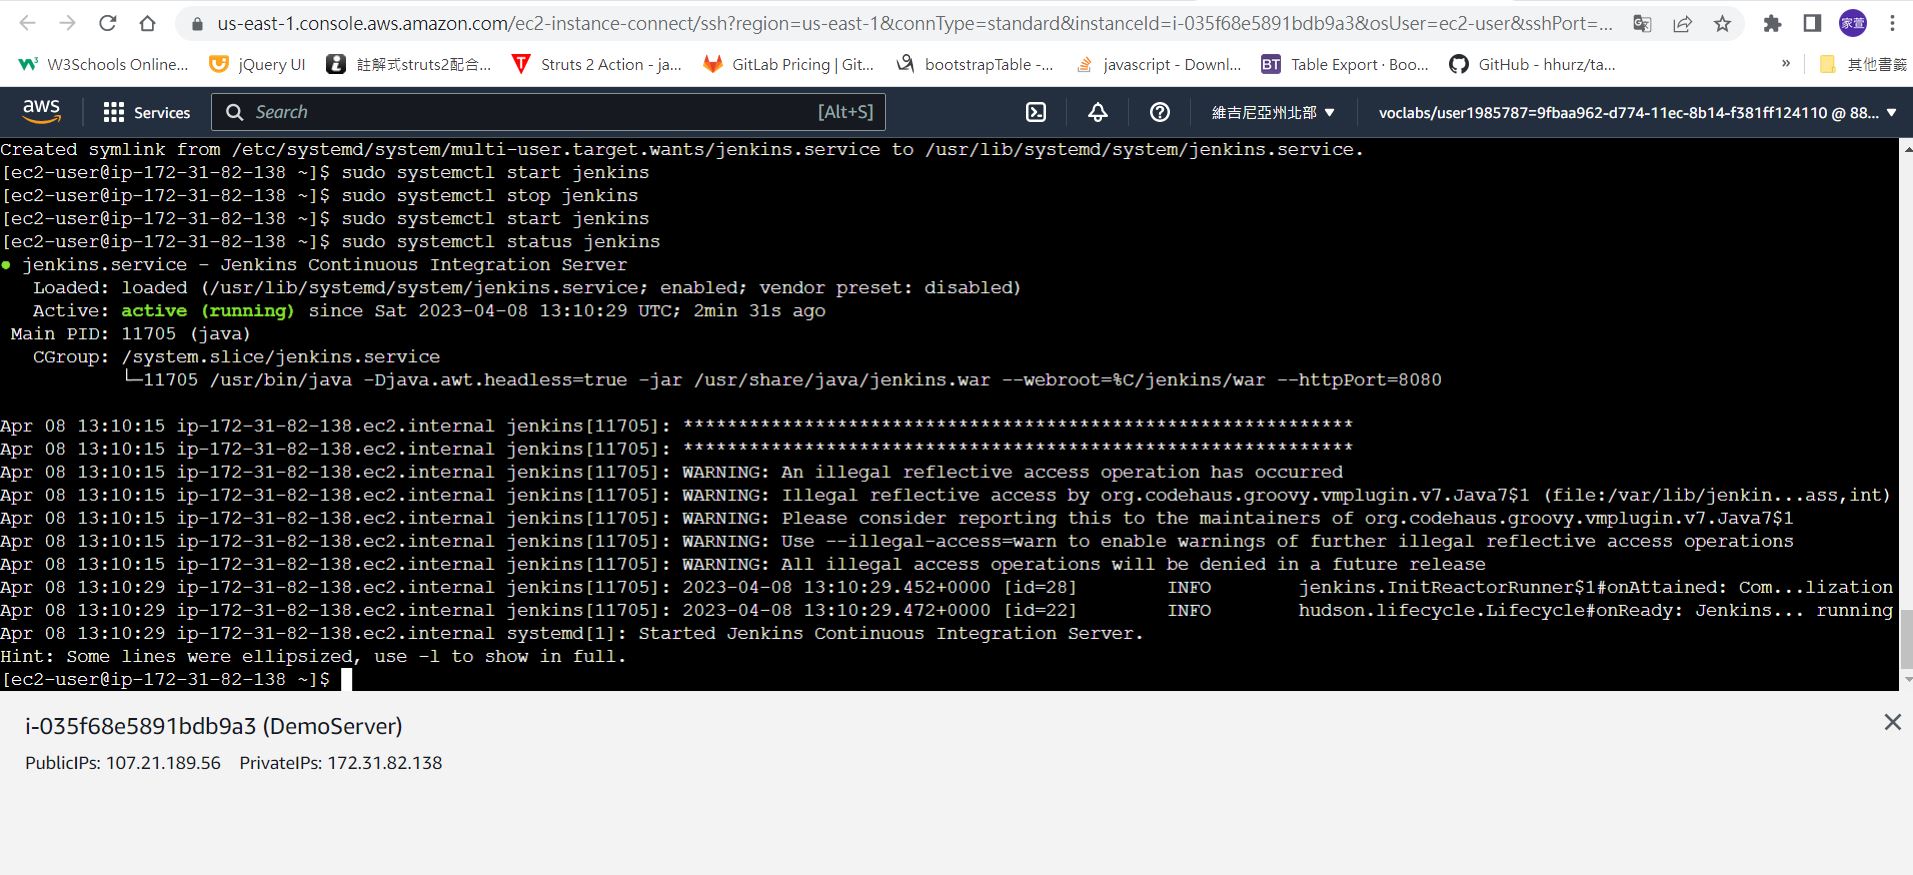 us-east-1.console.aws.amazon.com/ec2-instance-connect/ssh?region=us-east-1&connType=standard&instanceId=i-035f68e5891bdb9a3&osUser=ec2-user&sshPort=... 家萱
W3Schools Online... jQuery UI 註解式struts2配合... Struts 2 Action - ja... GitLab Pricing | Git... bootstrapTable -... javascript - Downl... BT Table Export · Boo... GitHub - hhurz/ta... » 其他書籤
aws Services Search [Alt+S] 維吉尼亞州北部 ▼ voclabs/user1985787=9fbaa962-d774-11ec-8b14-f381ff124110 @ 88... ▼
Created symlink from /etc/systemd/system/multi-user.target.wants/jenkins.service to /usr/lib/systemd/system/jenkins.service.
[ec2-user@ip-172-31-82-138 ~]$ sudo systemctl start jenkins
[ec2-user@ip-172-31-82-138 ~]$ sudo systemctl stop jenkins
[ec2-user@ip-172-31-82-138 ~]$ sudo systemctl start jenkins
[ec2-user@ip-172-31-82-138 ~]$ sudo systemctl status jenkins
● jenkins.service - Jenkins Continuous Integration Server
Loaded: loaded (/usr/lib/systemd/system/jenkins.service; enabled; vendor preset: disabled)
Active: active (running) since Sat 2023-04-08 13:10:29 UTC; 2min 31s ago
Main PID: 11705 (java)
CGroup: /system.slice/jenkins.service
└─11705 /usr/bin/java -Djava.awt.headless=true -jar /usr/share/java/jenkins.war --webroot=%C/jenkins/war --httpPort=8080
Apr 08 13:10:15 ip-172-31-82-138.ec2.internal jenkins[11705]: *************************************************************
Apr 08 13:10:15 ip-172-31-82-138.ec2.internal jenkins[11705]: *************************************************************
Apr 08 13:10:15 ip-172-31-82-138.ec2.internal jenkins[11705]: WARNING: An illegal reflective access operation has occurred
Apr 08 13:10:15 ip-172-31-82-138.ec2.internal jenkins[11705]: WARNING: Illegal reflective access by org.codehaus.groovy.vmplugin.v7.Java7$1 (file:/var/lib/jenkin...ass,int)
Apr 08 13:10:15 ip-172-31-82-138.ec2.internal jenkins[11705]: WARNING: Please consider reporting this to the maintainers of org.codehaus.groovy.vmplugin.v7.Java7$1
Apr 08 13:10:15 ip-172-31-82-138.ec2.internal jenkins[11705]: WARNING: Use --illegal-access=warn to enable warnings of further illegal reflective access operations
Apr 08 13:10:15 ip-172-31-82-138.ec2.internal jenkins[11705]: WARNING: All illegal access operations will be denied in a future release
Apr 08 13:10:29 ip-172-31-82-138.ec2.internal jenkins[11705]: 2023-04-08 13:10:29.452+0000 [id=28] INFO jenkins.InitReactorRunner$1#onAttained: Com...lization
Apr 08 13:10:29 ip-172-31-82-138.ec2.internal jenkins[11705]: 2023-04-08 13:10:29.472+0000 [id=22] INFO hudson.lifecycle.Lifecycle#onReady: Jenkins... running
Apr 08 13:10:29 ip-172-31-82-138.ec2.internal systemd[1]: Started Jenkins Continuous Integration Server.
Hint: Some lines were ellipsized, use -l to show in full.
[ec2-user@ip-172-31-82-138 ~]$
i-035f68e5891bdb9a3 (DemoServer)
PublicIPs: 107.21.189.56 PrivateIPs: 172.31.82.138